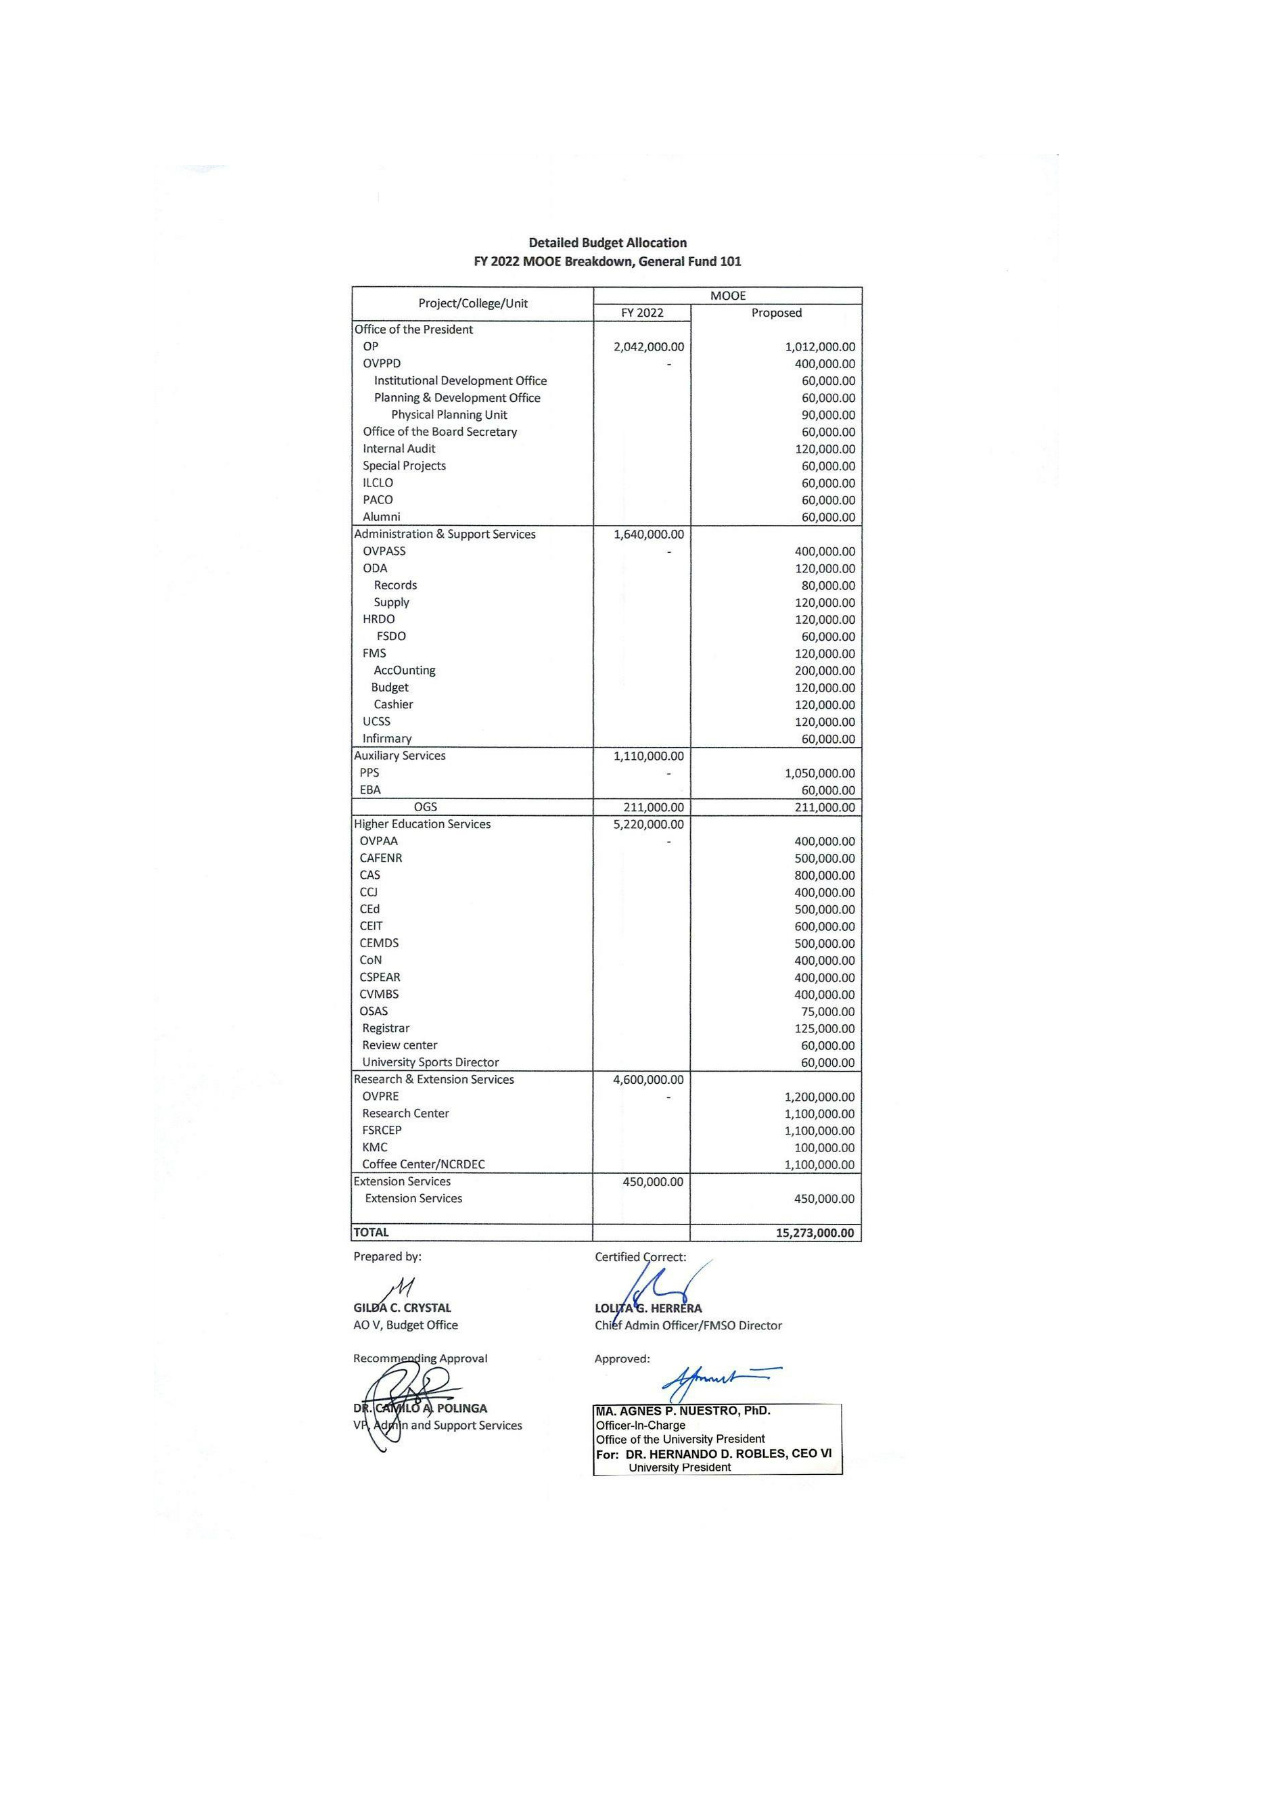 Detailed Budget Allocation
FY 2022 MOOE Breakdown, General Fund 101
Project/College/Unit MOOE
FY 2022 Proposed
Office of the President
OP 2,042,000.00 1,012,000.00
OVPPD - 400,000.00
Institutional Development Office 60,000.00
Planning & Development Office 60,000.00
Physical Planning Unit 90,000.00
Office of the Board Secretary 60,000.00
Internal Audit 120,000.00
Special Projects 60,000.00
ILCLO 60,000.00
PACO 60,000.00
Alumni 60,000.00
Administration & Support Services 1,640,000.00
OVPASS - 400,000.00
ODA 120,000.00
Records 80,000.00
Supply 120,000.00
HRDO 120,000.00
FSDO 60,000.00
FMS 120,000.00
AccOunting 200,000.00
Budget 120,000.00
Cashier 120,000.00
UCSS 120,000.00
Infirmary 60,000.00
Auxiliary Services 1,110,000.00
PPS - 1,050,000.00
EBA 60,000.00
OGS 211,000.00 211,000.00
Higher Education Services 5,220,000.00
OVPAA - 400,000.00
CAFENR 500,000.00
CAS 800,000.00
CCJ 400,000.00
CEd 500,000.00
CEIT 600,000.00
CEMDS 500,000.00
CoN 400,000.00
CSPEAR 400,000.00
CVMBS 400,000.00
OSAS 75,000.00
Registrar 125,000.00
Review center 60,000.00
University Sports Director 60,000.00
Research & Extension Services 4,600,000.00
OVPRE - 1,200,000.00
Research Center 1,100,000.00
FSRCEP 1,100,000.00
KMC 100,000.00
Coffee Center/NCRDEC 1,100,000.00
Extension Services 450,000.00
Extension Services 450,000.00
TOTAL 15,273,000.00
Prepared by: Certified Correct:
GILDA C. CRYSTAL LOLITA G. HERRERA
AO V, Budget Office Chief Admin Officer/FMSO Director
Recommending Approval Approved:
DR. CAMILO A. POLINGA MA. AGNES P. NUESTRO, PhD.
VP, Admin and Support Services Officer-In-Charge
Office of the University President
For: DR. HERNANDO D. ROBLES, CEO VI
University President